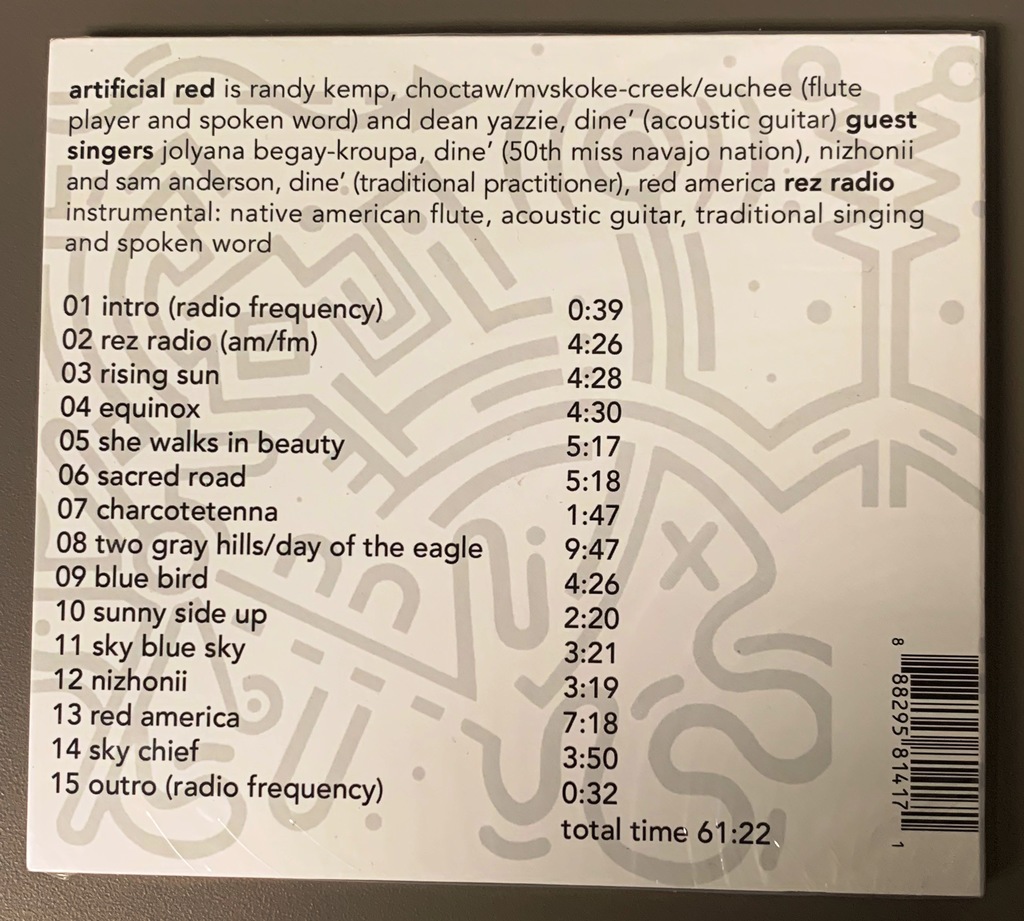 artificial red is randy kemp, choctaw/mvskoke-creek/euchee (flute
player and spoken word) and dean yazzie, dine' (acoustic guitar) guest
singers jolyana begay-kroupa, dine' (50th miss navajo nation), nizhonii
and sam anderson, dine' (traditional practitioner), red america rez radio
instrumental: native american flute, acoustic guitar, traditional singing
and spoken word
01 intro (radio frequency) 0:39
02 rez radio (am/fm) 4:26
03 rising sun 4:28
04 equinox 4:30
05 she walks in beauty 5:17
06 sacred road 5:18
07 charcotetenna 1:47
08 two gray hills/day of the eagle 9:47
09 blue bird 4:26
10 sunny side up 2:20
11 sky blue sky 3:21
12 nizhonii 3:19
13 red america 7:18
14 sky chief 3:50
15 outro (radio frequency) 0:32
total time 61:22
8 88295 81417 1